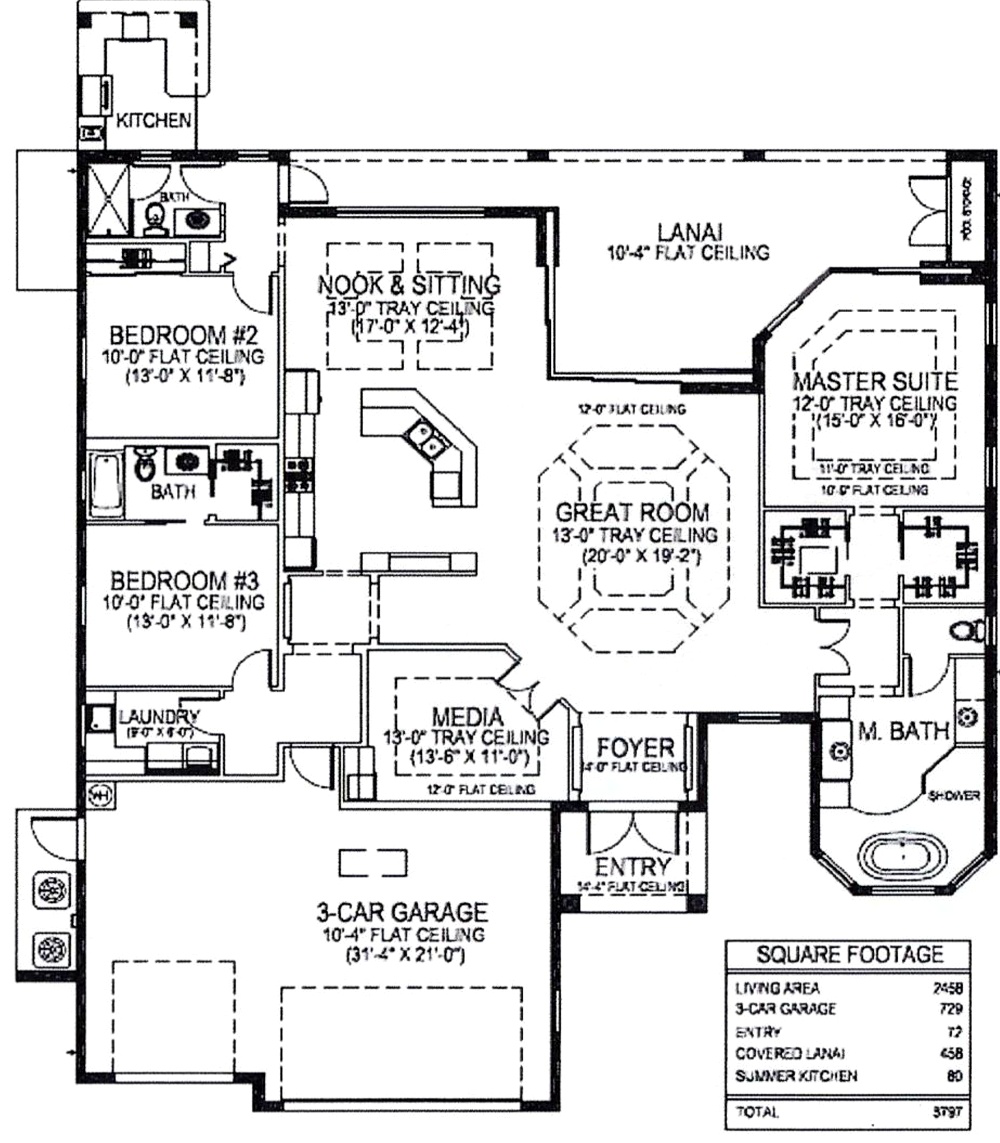 KITCHEN
BATH
POOL STORAGE
LANAI
10'-4" FLAT CEILING
NOOK & SITTING
13'-0" TRAY CEILING
(17'-0" X 12'-4")
BEDROOM #2
10'-0" FLAT CEILING
(13'-0" X 11'-8")
MASTER SUITE
12'-0" TRAY CEILING
(15'-0" X 16'-0")
11'-0" TRAY CEILING
10'-0" FLAT CEILING
12'-0" FLAT CEILING
GREAT ROOM
13'-0" TRAY CEILING
(20'-0" X 19'-2")
BATH
BEDROOM #3
10'-0" FLAT CEILING
(13'-0" X 11'-8")
LAUNDRY
(9'-0" X 6'-0")
MEDIA
13'-0" TRAY CEILING
(13'-6" X 11'-0")
12'-0" FLAT CEILING
FOYER
14'-0" FLAT CEILING
M. BATH
SHOWER
WH
ENTRY
14'-4" FLAT CEILING
3-CAR GARAGE
10'-4" FLAT CEILING
(31'-4" X 21'-0")
SQUARE FOOTAGE
LIVING AREA 2458
3-CAR GARAGE 729
ENTRY 72
COVERED LANAI 458
SUMMER KITCHEN 80
TOTAL 3797